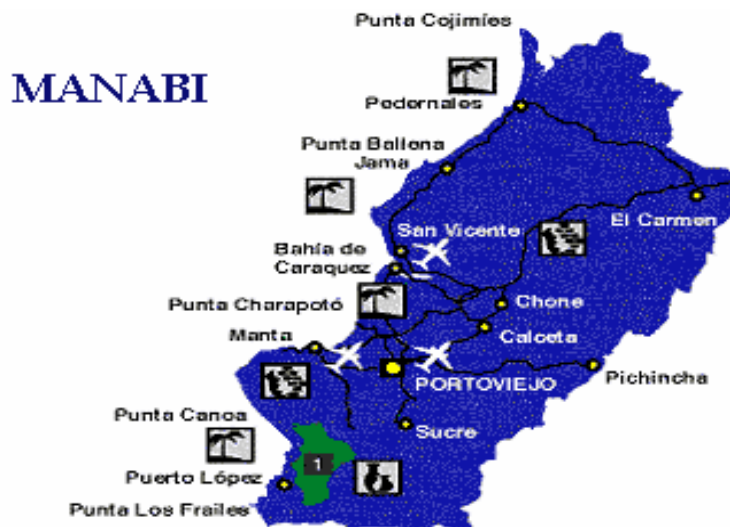 Punta Cojimíes
MANABI
Pedernales
Punta Ballena
Jama
El Carmen
San Vicente
Bahía de
Caraquez
Punta Charapotó
Chone
Manta
Calceta
Pichincha
PORTOVIEJO
Punta Canoa
Sucre
1
Puerto López
Punta Los Frailes